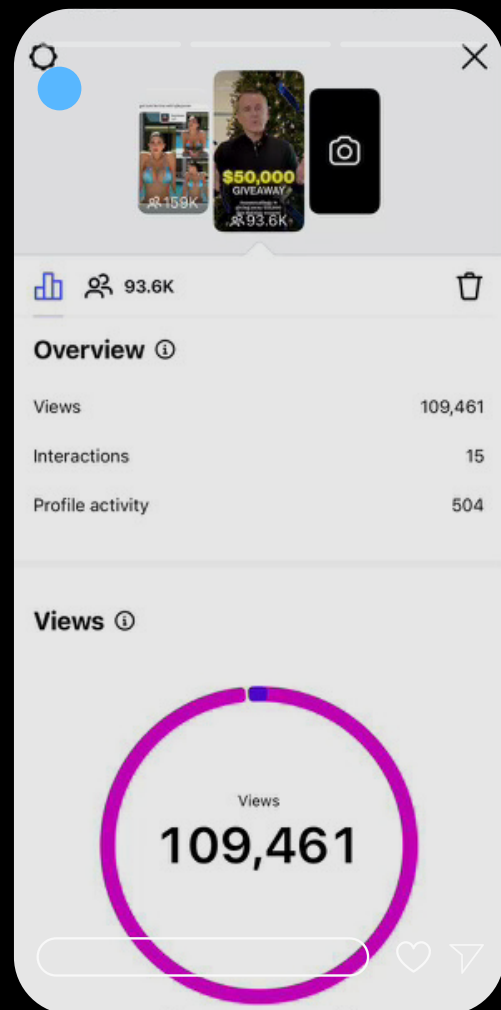 159K
$50,000
GIVEAWAY
93.6K
93.6K
Overview
Views 109,461
Interactions 15
Profile activity 504
Views
Views
109,461